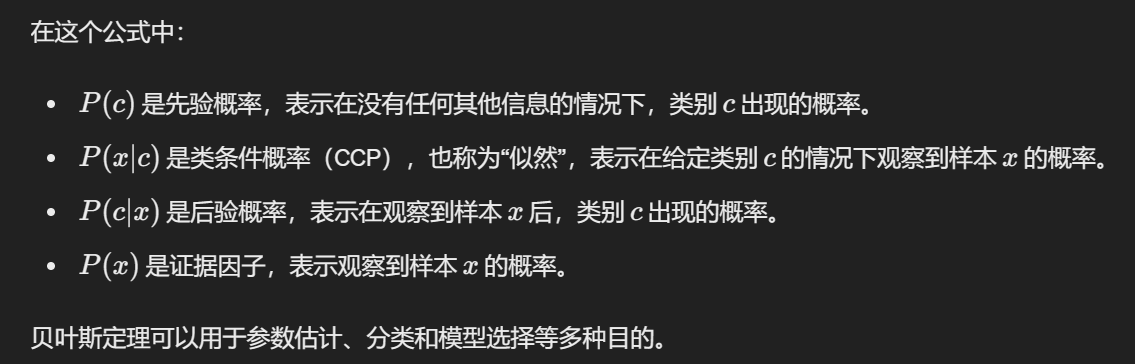 在这个公式中：
• P(c) 是先验概率，表示在没有任何其他信息的情况下，类别 c 出现的概率。
• P(x|c) 是类条件概率（CCP），也称为“似然”，表示在给定类别 c 的情况下观察到样本 x 的概率。
• P(c|x) 是后验概率，表示在观察到样本 x 后，类别 c 出现的概率。
• P(x) 是证据因子，表示观察到样本 x 的概率。
贝叶斯定理可以用于参数估计、分类和模型选择等多种目的。